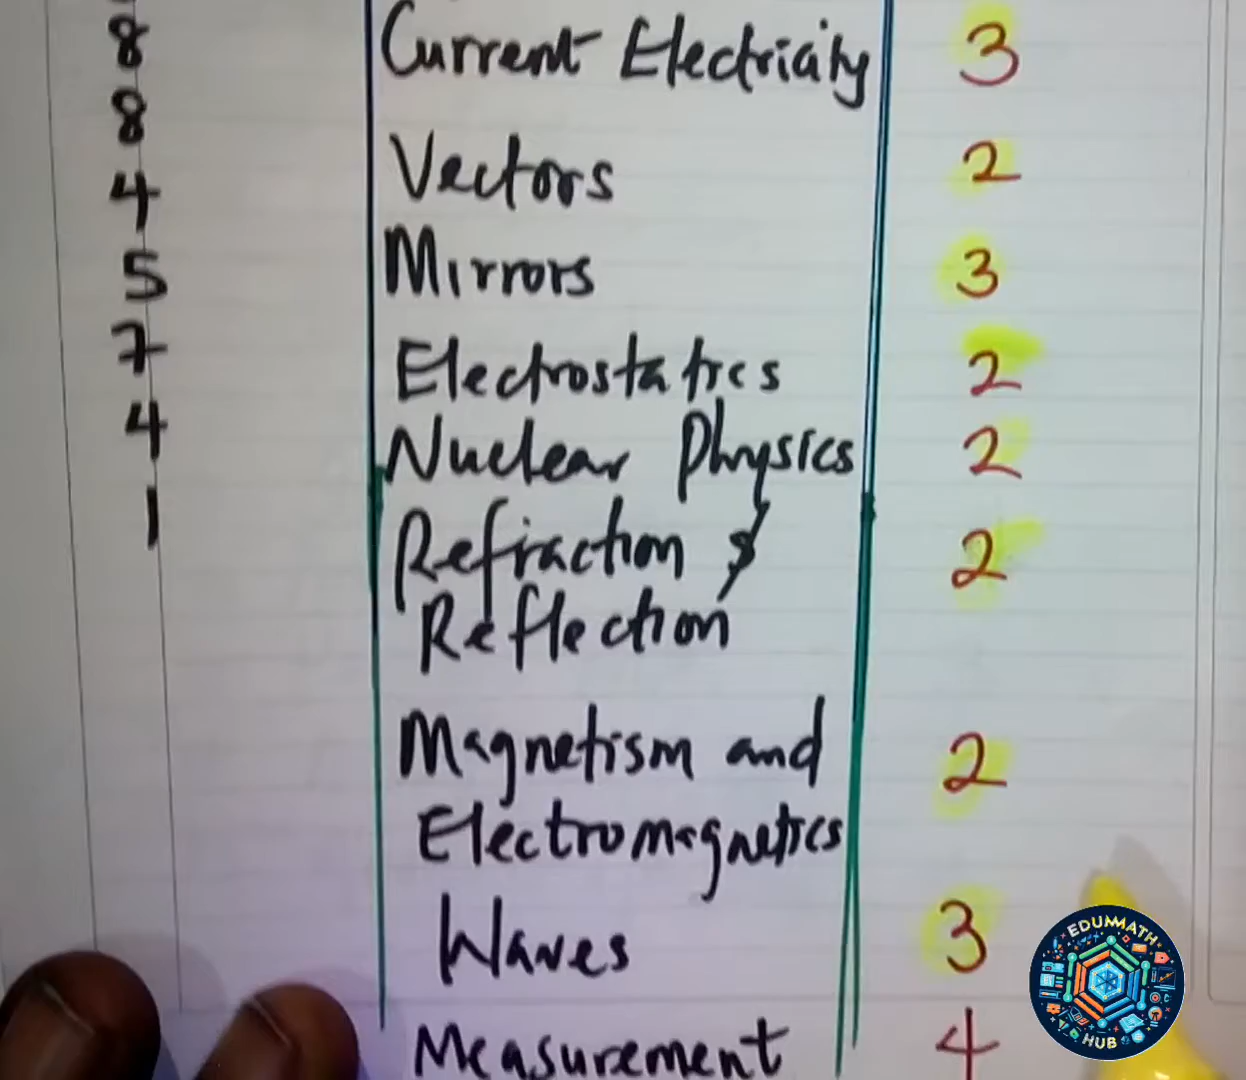 8 Current Electricity 3
8
Vectors 2
4
Mirrors 3
5
7 Electrostatics 2
4 Nuclear Physics 2
1 Refraction & 2
Reflection
Magnetism and 2
Electromagnetics
Waves 3
Measurement 4
EDUMMATH
HUB